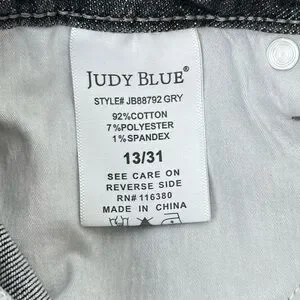 JUDY BLUE®
STYLE# JB88792 GRY
92%COTTON
7%POLYESTER
1%SPANDEX
13/31
SEE CARE ON
REVERSE SIDE
RN# 116380
MADE IN CHINA